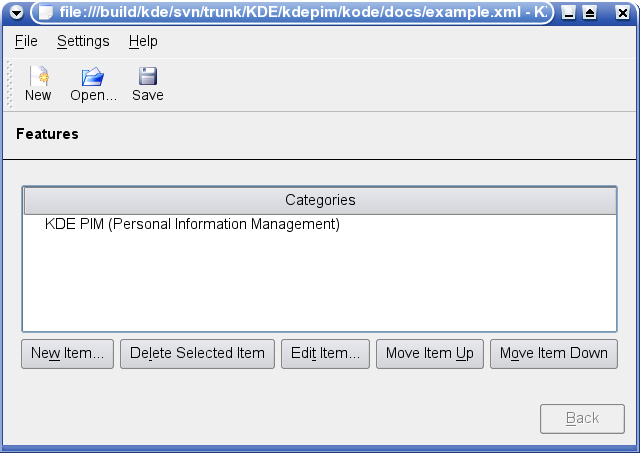 file:///build/kde/svn/trunk/KDE/kdepim/kode/docs/example.xml - K
File Settings Help
New Open... Save
Features
Categories
KDE PIM (Personal Information Management)
New Item... Delete Selected Item Edit Item... Move Item Up Move Item Down
Back